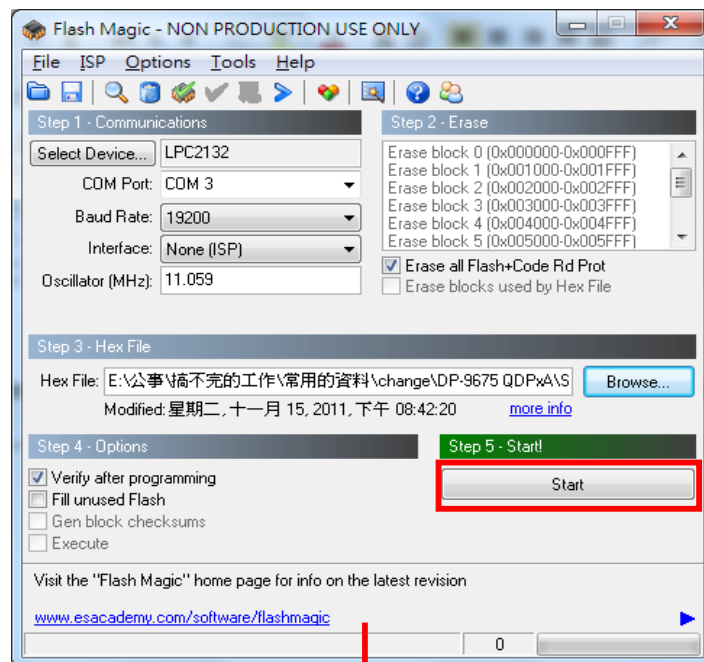 Flash Magic - NON PRODUCTION USE ONLY
File ISP Options Tools Help
Step 1 - Communications
Select Device... LPC2132
COM Port: COM 3
Baud Rate: 19200
Interface: None (ISP)
Oscillator (MHz): 11.059
Step 2 - Erase
Erase block 0 (0x000000-0x000FFF)
Erase block 1 (0x001000-0x001FFF)
Erase block 2 (0x002000-0x002FFF)
Erase block 3 (0x003000-0x003FFF)
Erase block 4 (0x004000-0x004FFF)
Erase block 5 (0x005000-0x005FFF)
Erase all Flash+Code Rd Prot
Erase blocks used by Hex File
Step 3 - Hex File
Hex File: E:\公事\搞不完的工作\常用的資料\change\DP-9675 QDPxA\S Browse...
Modified: 星期二, 十一月 15, 2011, 下午 08:42:20 more info
Step 4 - Options
Verify after programming
Fill unused Flash
Gen block checksums
Execute
Step 5 - Start!
Start
Visit the "Flash Magic" home page for info on the latest revision
www.esacademy.com/software/flashmagic
0